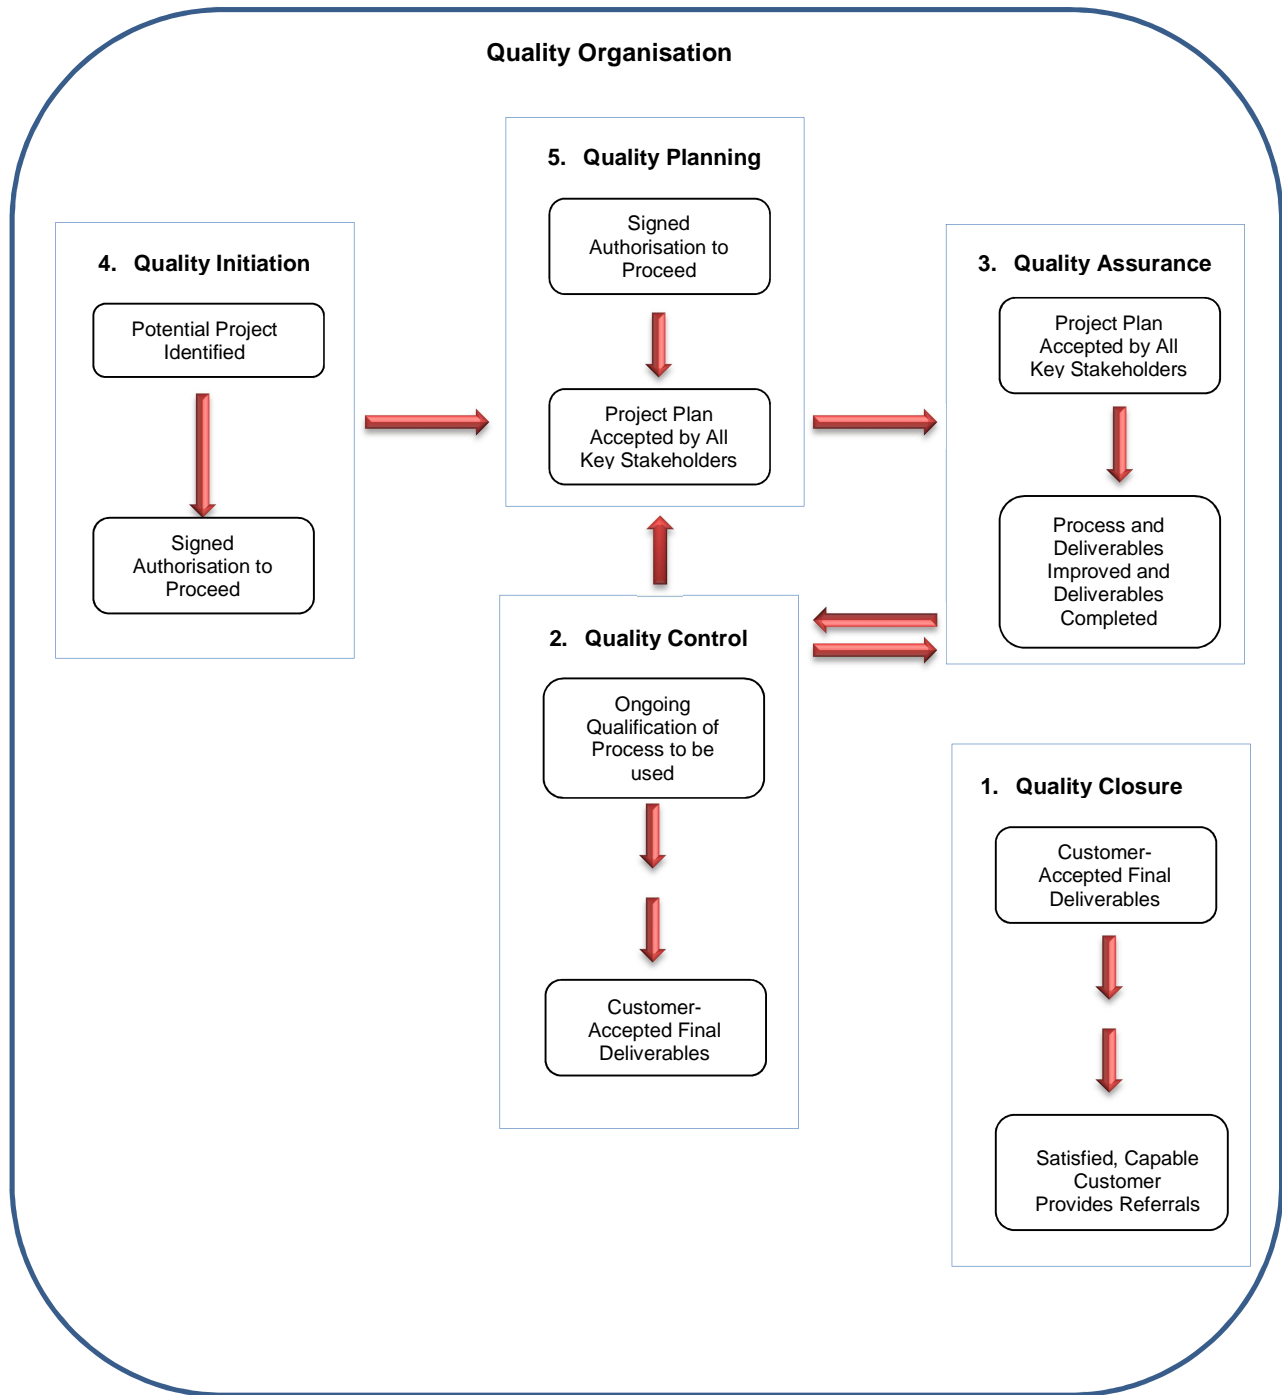 Quality Organisation
5. Quality Planning
Signed
Authorisation to
Proceed
Project Plan
Accepted by All
Key Stakeholders
4. Quality Initiation
Potential Project
Identified
Signed
Authorisation to
Proceed
3. Quality Assurance
Project Plan
Accepted by All
Key Stakeholders
Process and
Deliverables
Improved and
Deliverables
Completed
2. Quality Control
Ongoing
Qualification of
Process to be
used
Customer-
Accepted Final
Deliverables
1. Quality Closure
Customer-
Accepted Final
Deliverables
Satisfied, Capable
Customer
Provides Referrals